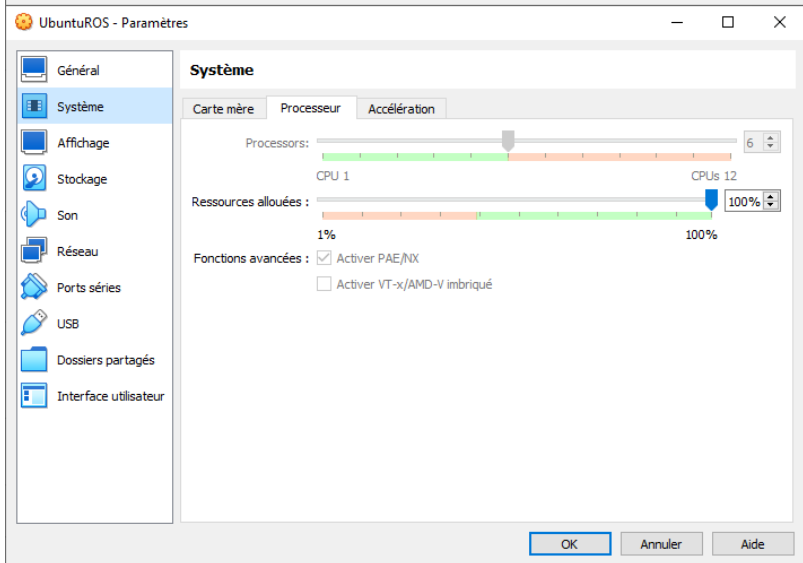 UbuntuROS - Paramètres
Général
Système
Affichage
Stockage
Son
Réseau
Ports séries
USB
Dossiers partagés
Interface utilisateur
Système
Carte mère Processeur Accélération
Processors: 6
CPU 1 CPUs 12
Ressources allouées : 100%
1% 100%
Fonctions avancées : Activer PAE/NX
Activer VT-x/AMD-V imbriqué
OK Annuler Aide